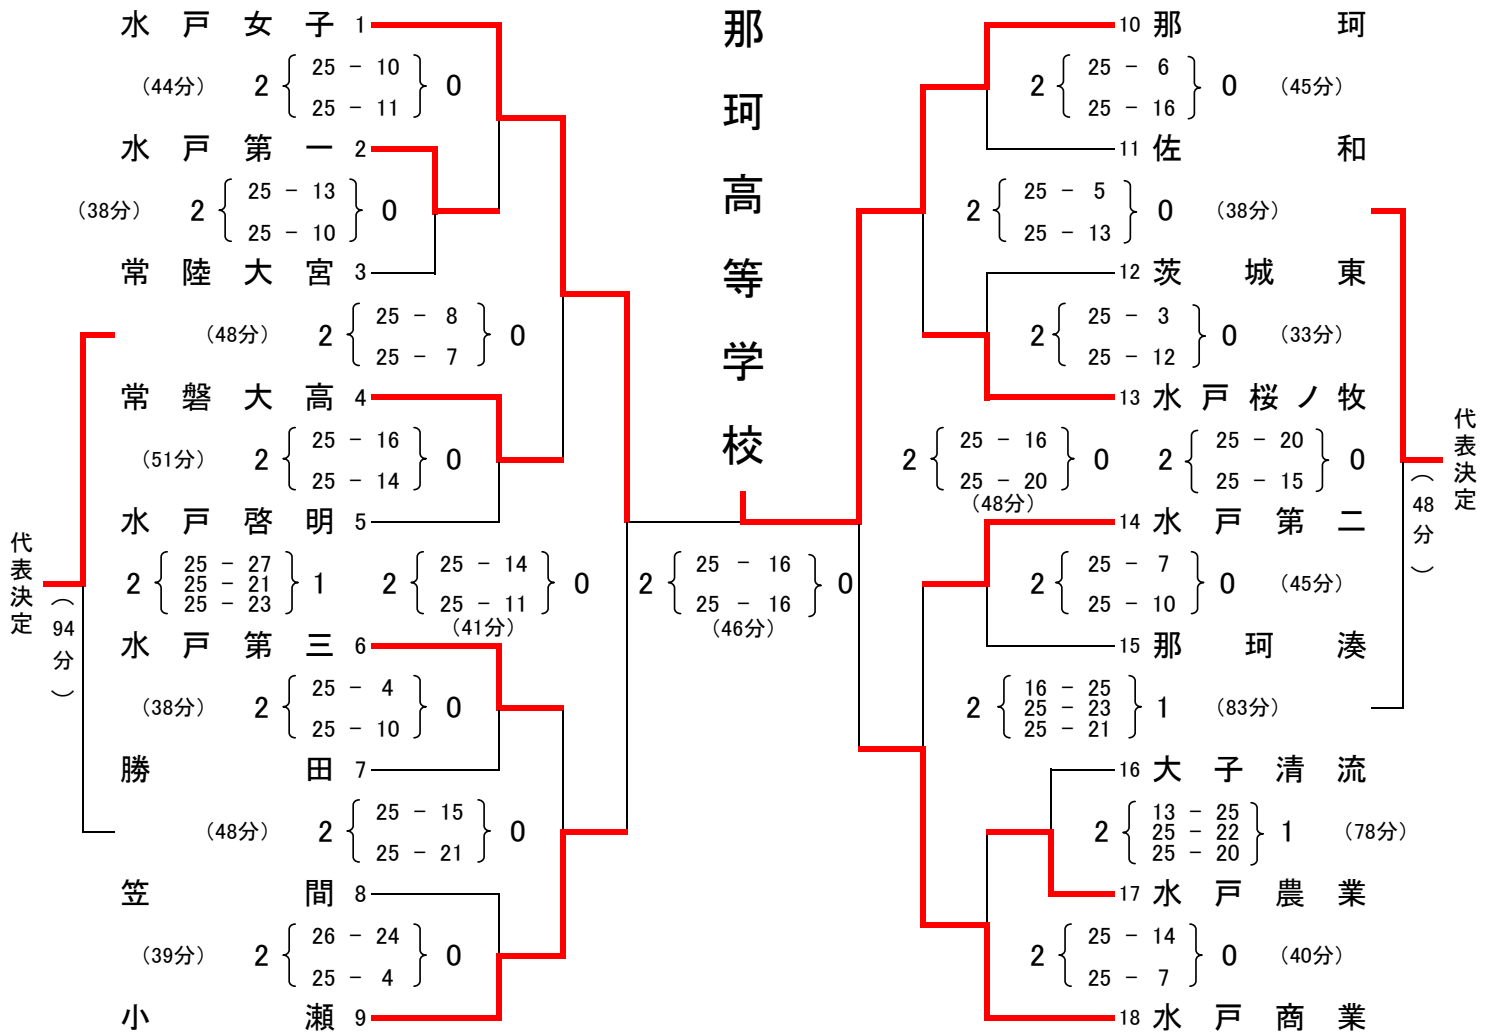 那珂高等学校
水戸女子 1
（44分） 2 25 － 10 0
25 － 11
水戸第一 2
（38分） 2 25 － 13 0
25 － 10
常陸大宮 3
（48分） 2 25 － 8 0
25 － 7
常磐大高 4
（51分） 2 25 － 16 0
25 － 14
水戸啓明 5
代表決定
（94分）
2 25 － 27 1
25 － 21
25 － 23
2 25 － 14 0
25 － 11
（41分）
水戸第三 6
（38分） 2 25 － 4 0
25 － 10
勝田 7
（48分） 2 25 － 15 0
25 － 21
笠間 8
（39分） 2 26 － 24 0
25 － 4
小瀬 9
2 25 － 16 0
25 － 16
（46分）
10 那珂
2 25 － 6 0 （45分）
25 － 16
11 佐和
2 25 － 5 0 （38分）
25 － 13
12 茨城東
2 25 － 3 0 （33分）
25 － 12
13 水戸桜ノ牧
2 25 － 16 0
25 － 20
（48分）
2 25 － 20 0
25 － 15
代表決定
（48分）
14 水戸第二
2 25 － 7 0 （45分）
25 － 10
15 那珂湊
2 16 － 25 1 （83分）
25 － 23
25 － 21
16 大子清流
2 13 － 25 1 （78分）
25 － 22
25 － 20
17 水戸農業
2 25 － 14 0 （40分）
25 － 7
18 水戸商業